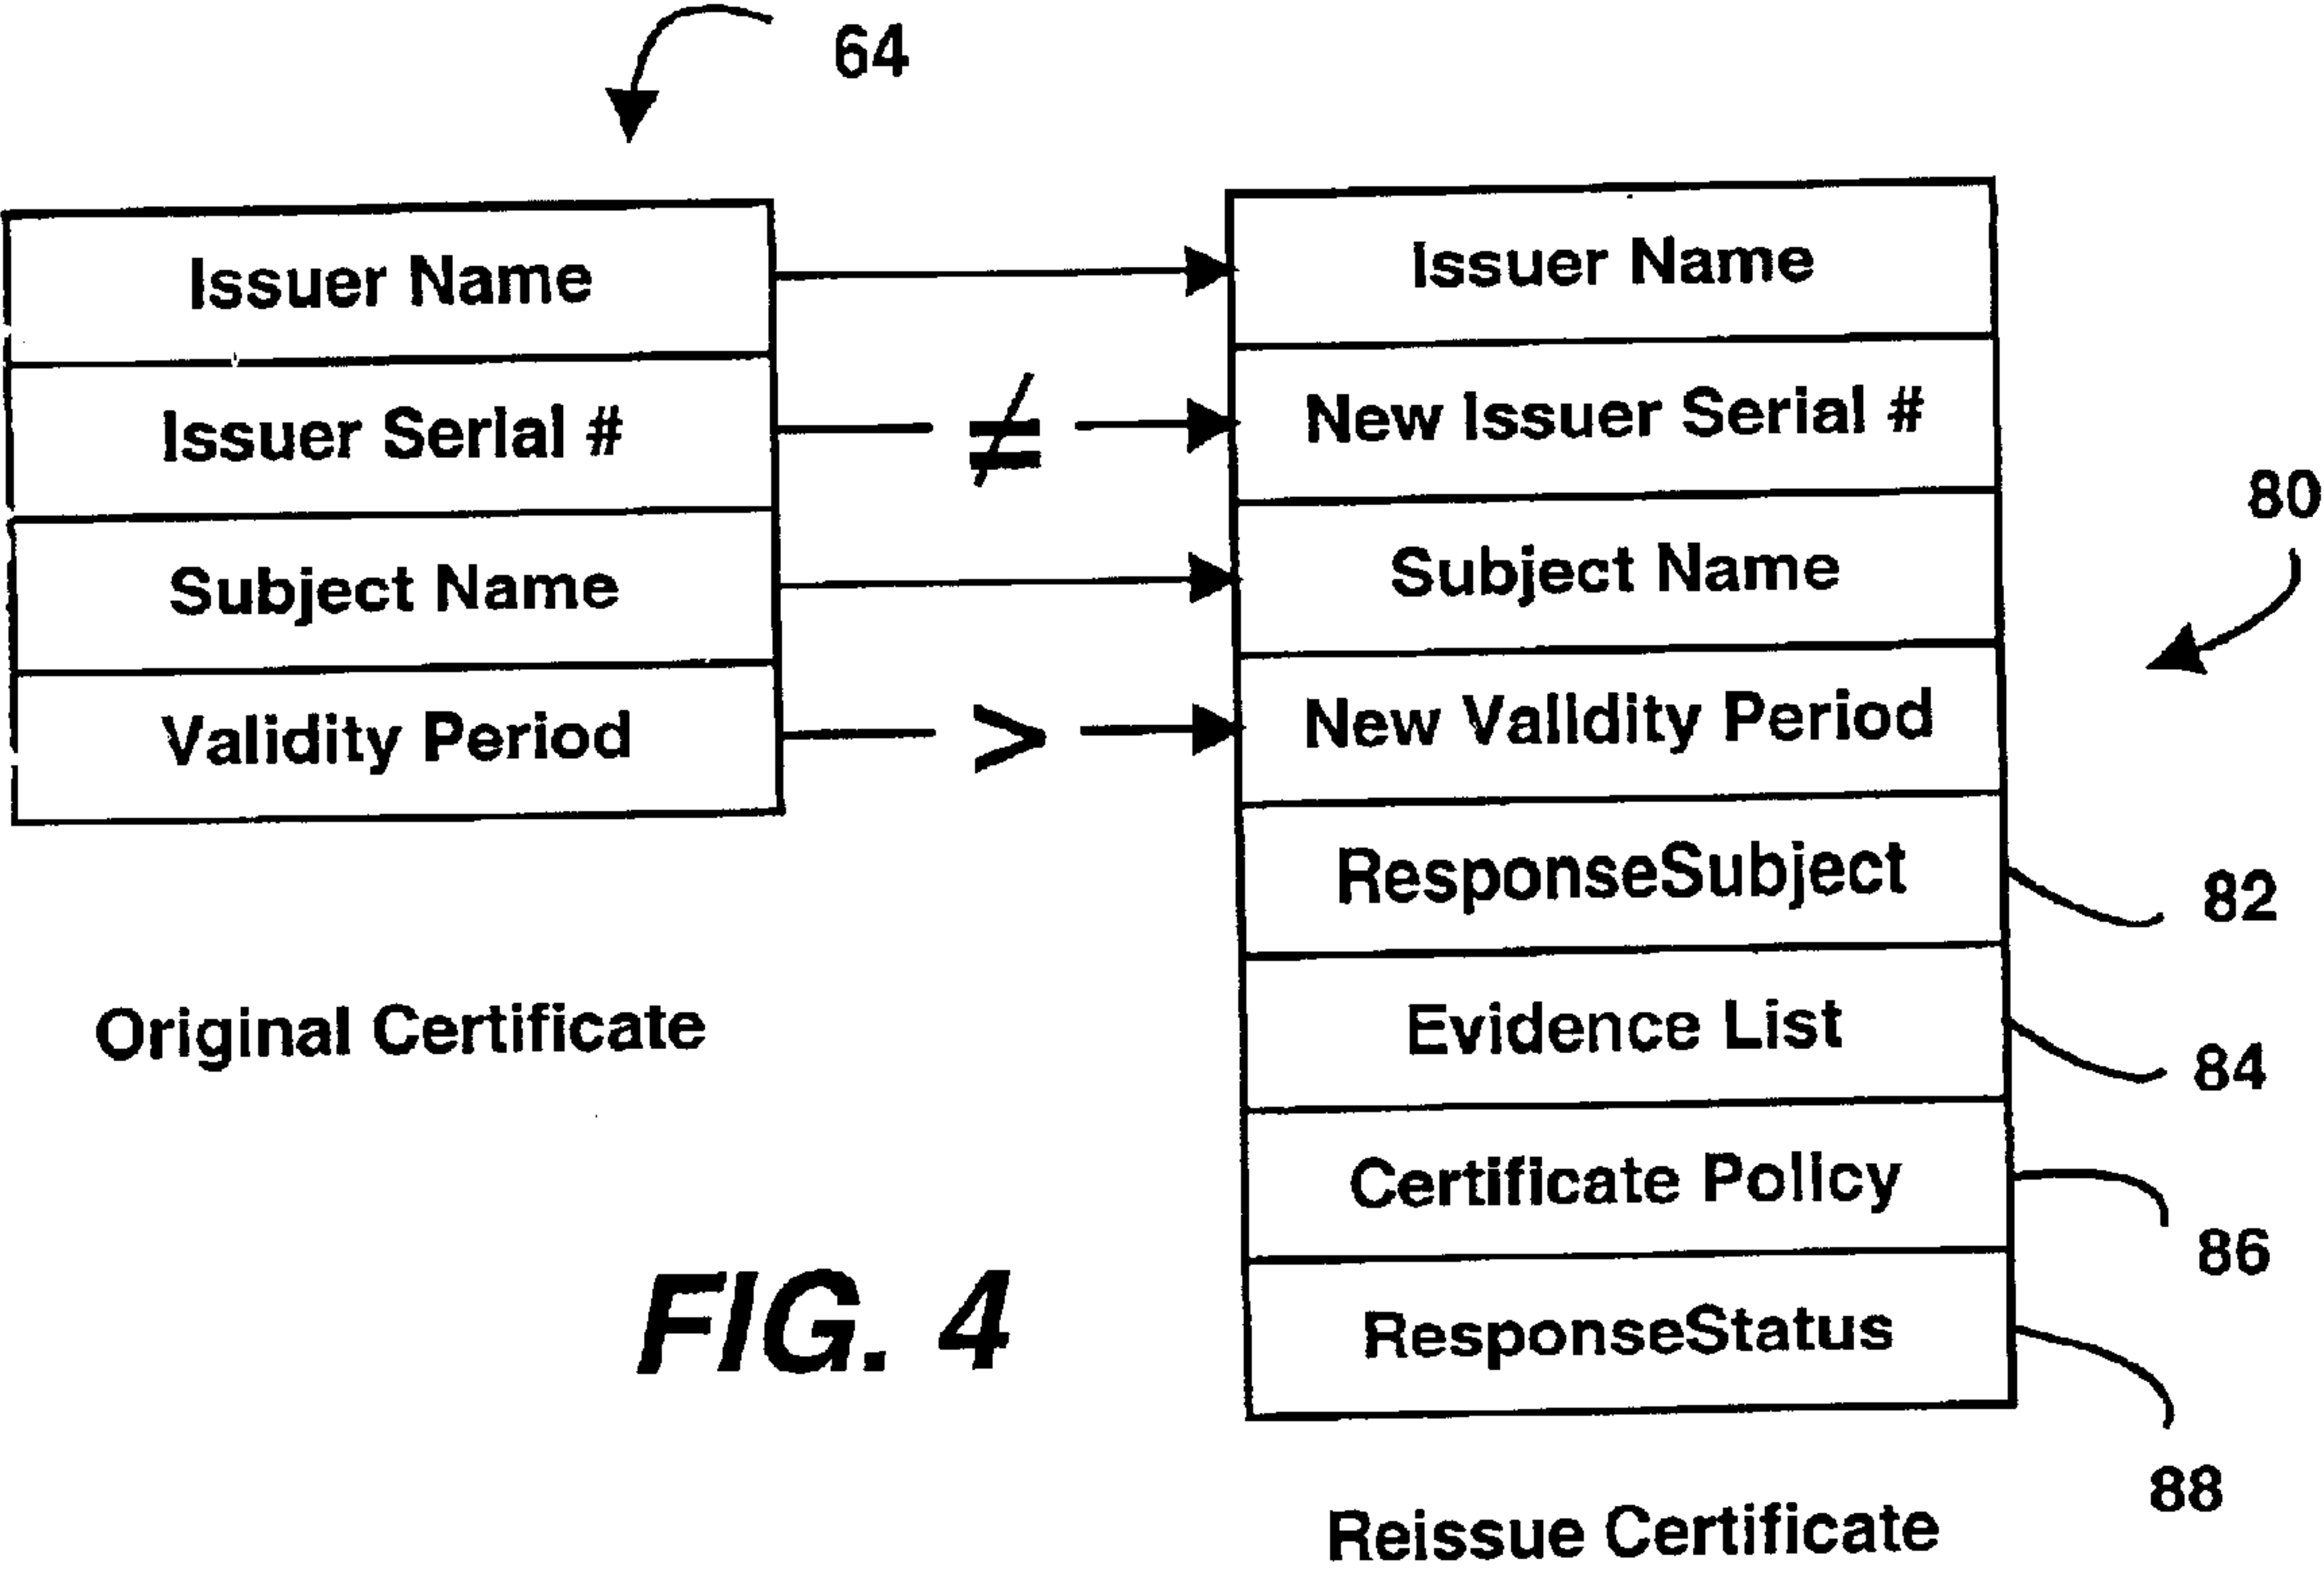 64
Issuer Name
Issuer Serial #
Subject Name
Validity Period
Original Certificate
≠
>
Issuer Name
New Issuer Serial #
Subject Name
New Validity Period
ResponseSubject
Evidence List
Certificate Policy
ResponseStatus
Reissue Certificate
80
82
84
86
88
FIG. 4